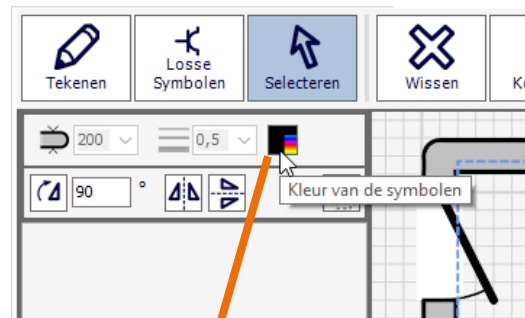 Tekenen
Losse
Symbolen
Selecteren
Wissen
200
0,5
90 °
Kleur van de symbolen